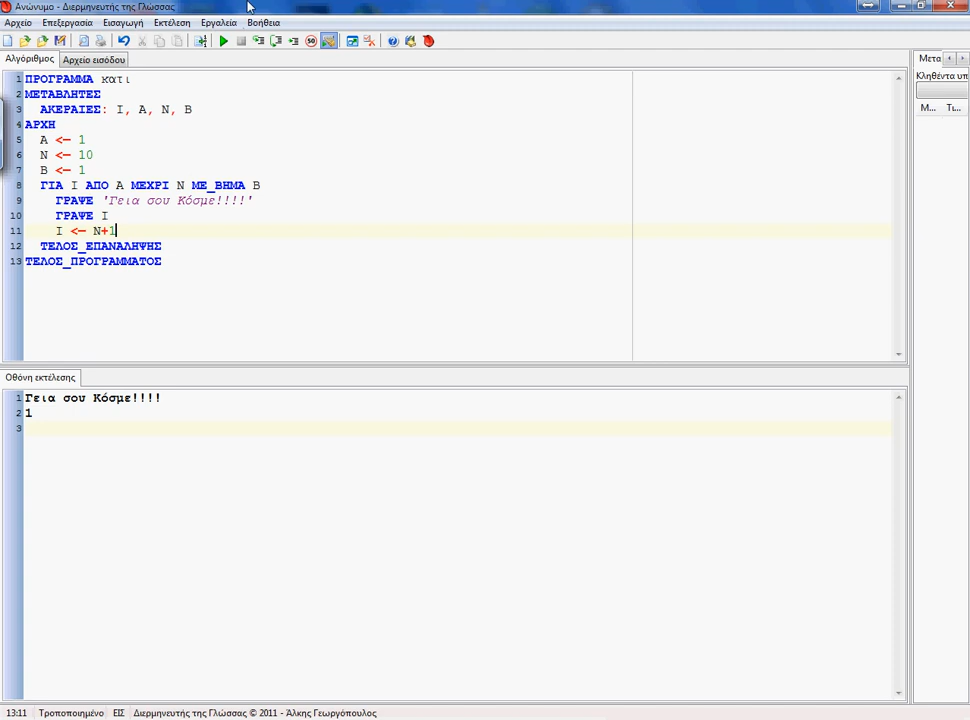 Ανώνυμο - Διερμηνευτής της Γλώσσας
Αρχείο Επεξεργασία Εισαγωγή Εκτέλεση Εργαλεία Βοήθεια
Αλγόριθμος Αρχείο εισόδου
1 ΠΡΟΓΡΑΜΜΑ κατι
2 ΜΕΤΑΒΛΗΤΕΣ
3 ΑΚΕΡΑΙΕΣ: Ι, Α, Ν, Β
4 ΑΡΧΗ
5 Α <- 1
6 Ν <- 10
7 Β <- 1
8 ΓΙΑ Ι ΑΠΟ Α ΜΕΧΡΙ Ν ΜΕ_ΒΗΜΑ Β
9 ΓΡΑΨΕ 'Γεια σου Κόσμε!!!!'
10 ΓΡΑΨΕ Ι
11 Ι <- Ν+1
12 ΤΕΛΟΣ_ΕΠΑΝΑΛΗΨΗΣ
13 ΤΕΛΟΣ_ΠΡΟΓΡΑΜΜΑΤΟΣ
Μετα
Κληθέντα υπ
Μ... Τι...
Οθόνη εκτέλεσης
1 Γεια σου Κόσμε!!!!
2 1
3
13:11 Τροποποιημένο ΕΙΣ Διερμηνευτής της Γλώσσας © 2011 - Άλκης Γεωργόπουλος